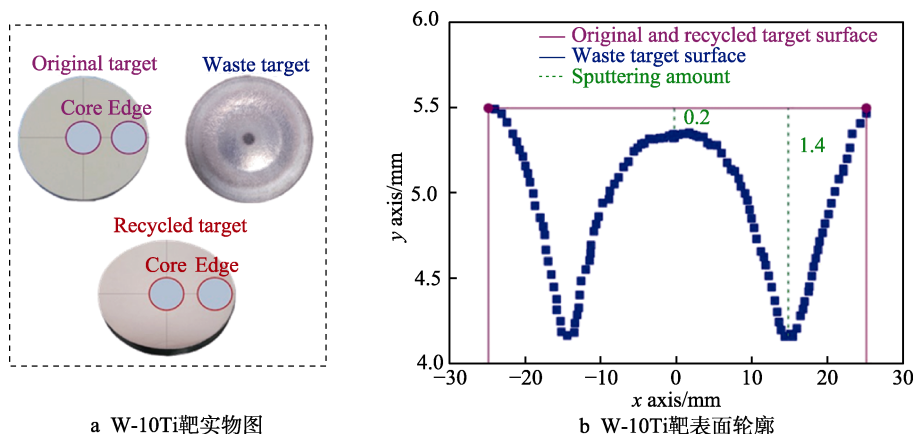 Original target
Waste target
Core Edge
Recycled target
Core Edge
a W-10Ti靶实物图
6.0
5.5
5.0
4.5
4.0
y axis/mm
Original and recycled target surface
Waste target surface
Sputtering amount
0.2
1.4
−30 −20 −10 0 10 20 30
x axis/mm
b W-10Ti靶表面轮廓